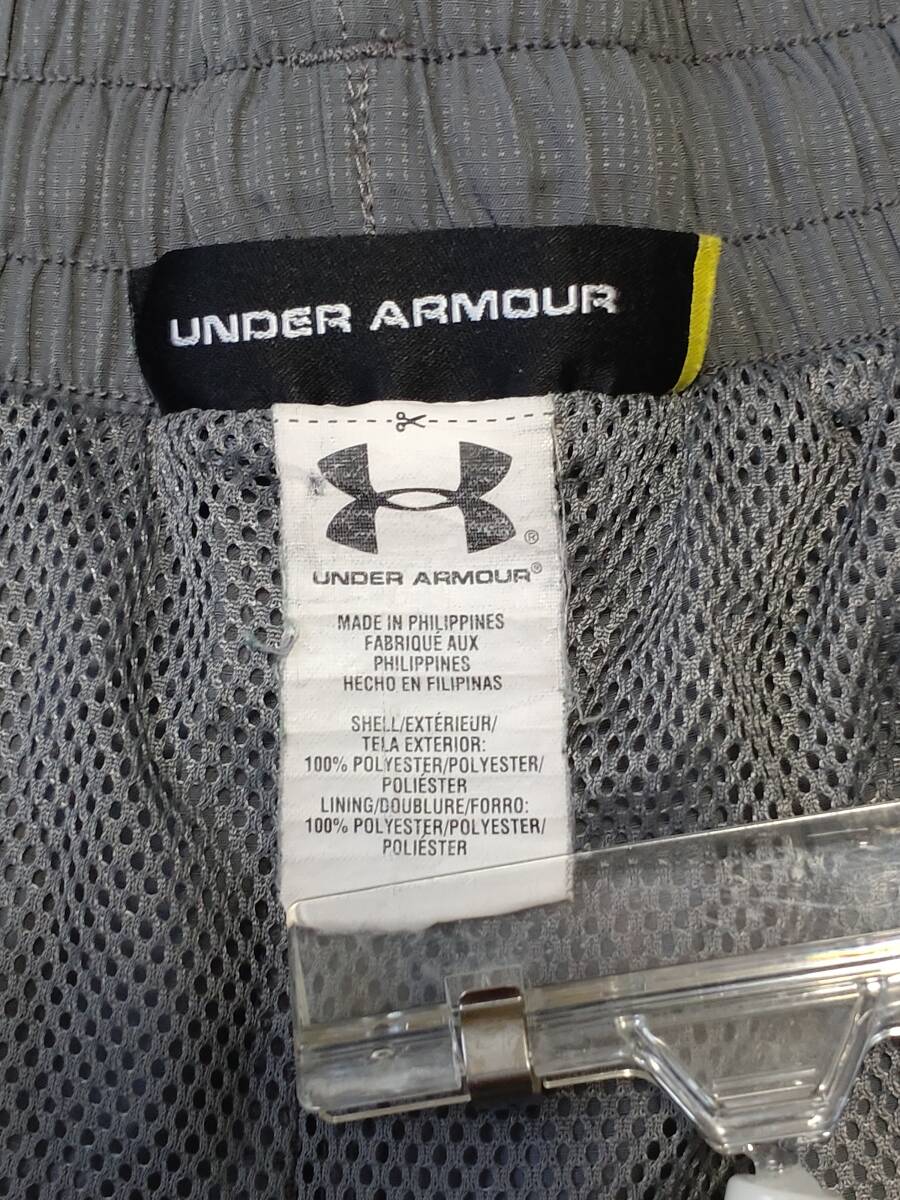 UNDER ARMOUR
®
UNDER ARMOUR®
MADE IN PHILIPPINES
FABRIQUÉ AUX
PHILIPPINES
HECHO EN FILIPINAS
SHELL/EXTÉRIEUR/
TELA EXTERIOR:
100% POLYESTER/POLYESTER/
POLIÉSTER
LINING/DOUBLURE/FORRO:
100% POLYESTER/POLYESTER/
POLIÉSTER